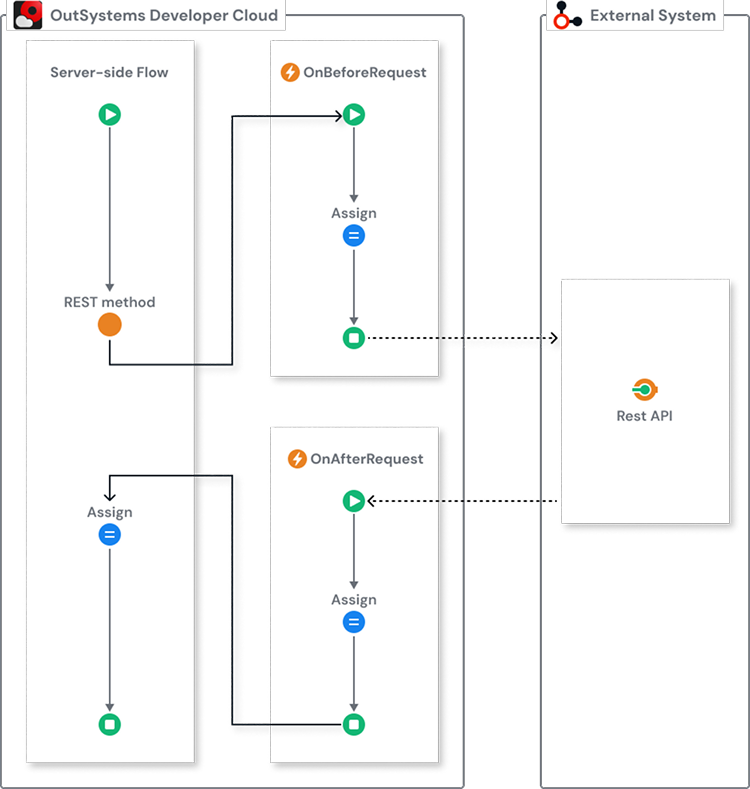 OutSystems Developer Cloud
External System
Server-side Flow
OnBeforeRequest
Assign
REST method
Rest API
OnAfterRequest
Assign
Assign